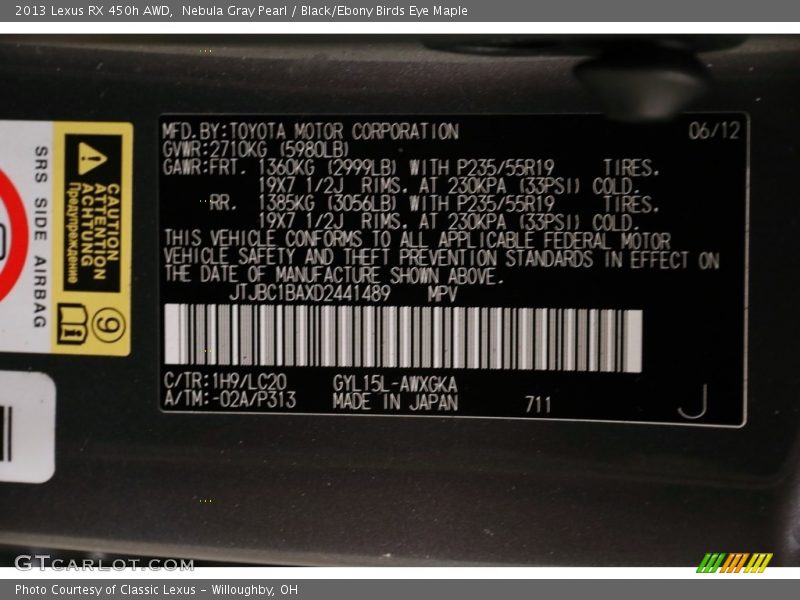 2013 Lexus RX 450h AWD,  Nebula Gray Pearl / Black/Ebony Birds Eye Maple
MFD.BY:TOYOTA MOTOR CORPORATION 06/12
GVWR:2710KG (5980LB)
GAWR:FRT. 1360KG (2999LB) WITH P235/55R19 TIRES.
19X7 1/2J RIMS. AT 230KPA (33PSI) COLD.
RR. 1385KG (3056LB) WITH P235/55R19 TIRES.
19X7 1/2J RIMS. AT 230KPA (33PSI) COLD.
THIS VEHICLE CONFORMS TO ALL APPLICABLE FEDERAL MOTOR
VEHICLE SAFETY AND THEFT PREVENTION STANDARDS IN EFFECT ON
THE DATE OF MANUFACTURE SHOWN ABOVE.
JTJBC1BAXD2441489 MPV
C/TR:1H9/LC20 GYL15L-AWXGKA
A/TM:-02A/P313 MADE IN JAPAN 711
J
SRS SIDE AIRBAG
CAUTION
ATTENTION
ACHTUNG
Предупреждение
9
GTCARLOT.COM
Photo Courtesy of Classic Lexus – Willoughby, OH